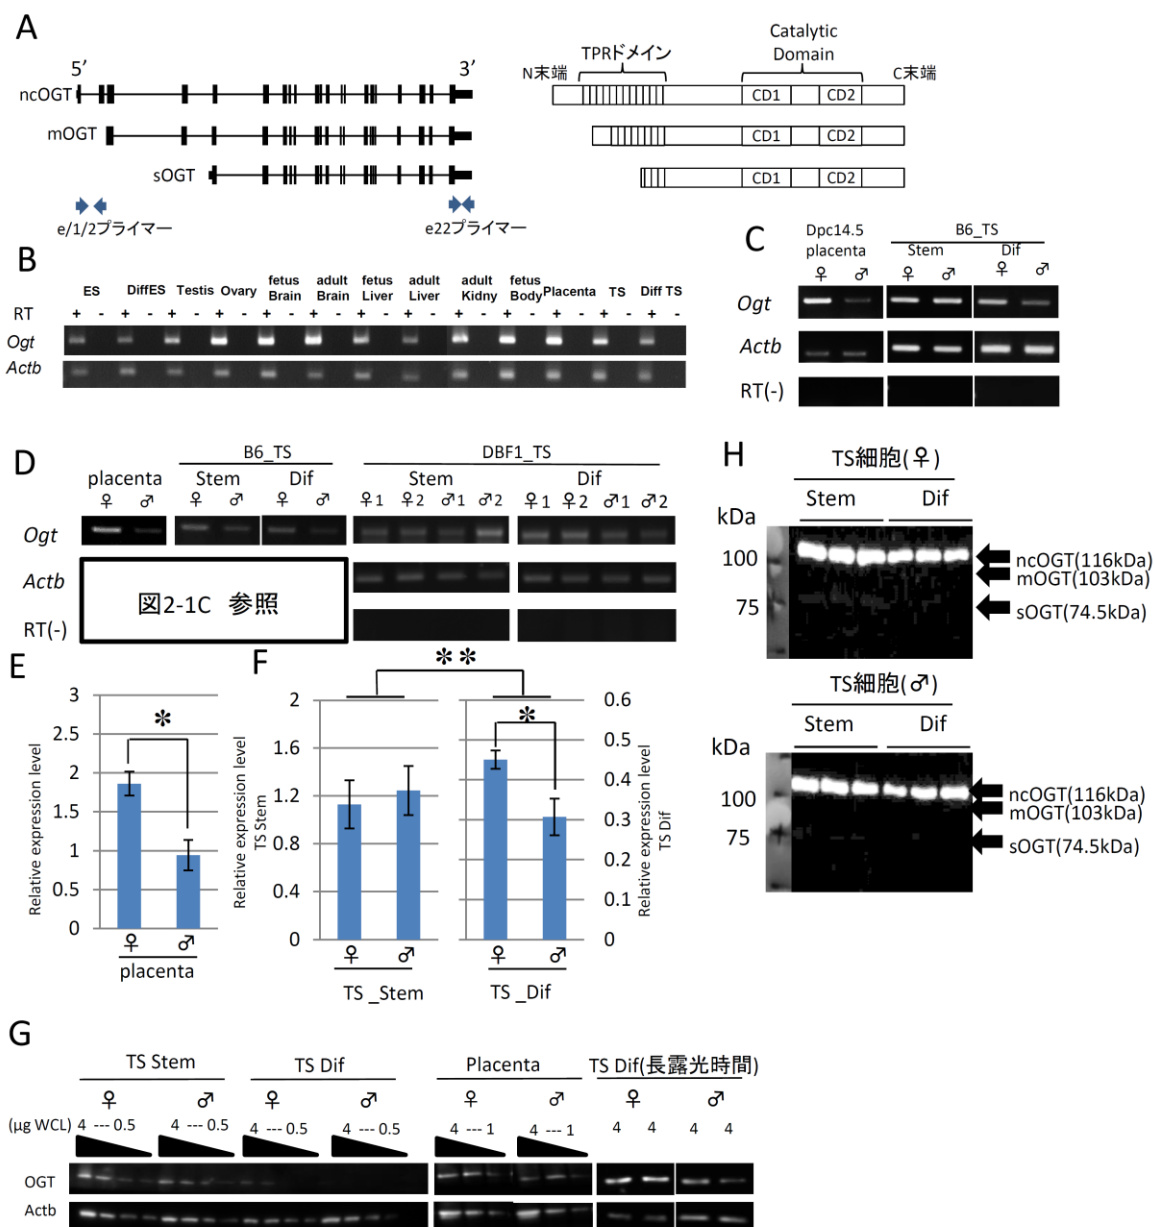 A
5’ 3’
ncOGT
mOGT
sOGT
e/1/2プライマー e22プライマー
Catalytic
Domain
TPRドメイン
N末端 C末端
CD1 CD2
CD1 CD2
CD1 CD2
B
ES DiffES Testis Ovary fetus Brain adult Brain fetus Liver adult Liver adult Kidny fetus Body Placenta TS Diff TS
RT + - + - + - + - + - + - + - + - + - + - + - + - + -
Ogt
Actb
C
Dpc14.5 placenta B6_TS
Stem Dif
♀ ♂ ♀ ♂ ♀ ♂
Ogt
Actb
RT(-)
D
B6_TS DBF1_TS
placenta Stem Dif Stem Dif
♀ ♂ ♀ ♂ ♀ ♂ ♀1 ♀2 ♂1 ♂2 ♀1 ♀2 ♂1 ♂2
Ogt
Actb
RT(-)
図2-1C 参照
E
Relative expression level
3
2.5
2
1.5
1
0.5
0
*
♀ ♂
placenta
F
**
Relative expression level
TS Stem
2
1.6
1.2
0.8
0.4
0
♀ ♂
TS _Stem
*
0.6
0.5
0.4
0.3
0.2
0.1
0
Relative expression level
TS Dif
♀ ♂
TS _Dif
H
TS細胞(♀)
Stem Dif
kDa
100
75
ncOGT(116kDa)
mOGT(103kDa)
sOGT(74.5kDa)
TS細胞(♂)
Stem Dif
kDa
100
75
ncOGT(116kDa)
mOGT(103kDa)
sOGT(74.5kDa)
G
TS Stem TS Dif Placenta TS Dif(長露光時間)
♀ ♂ ♀ ♂ ♀ ♂ ♀ ♂
(μg WCL) 4 --- 0.5 4 --- 0.5 4 --- 0.5 4 --- 0.5 4 --- 1 4 --- 1 4 4 4 4
OGT
Actb